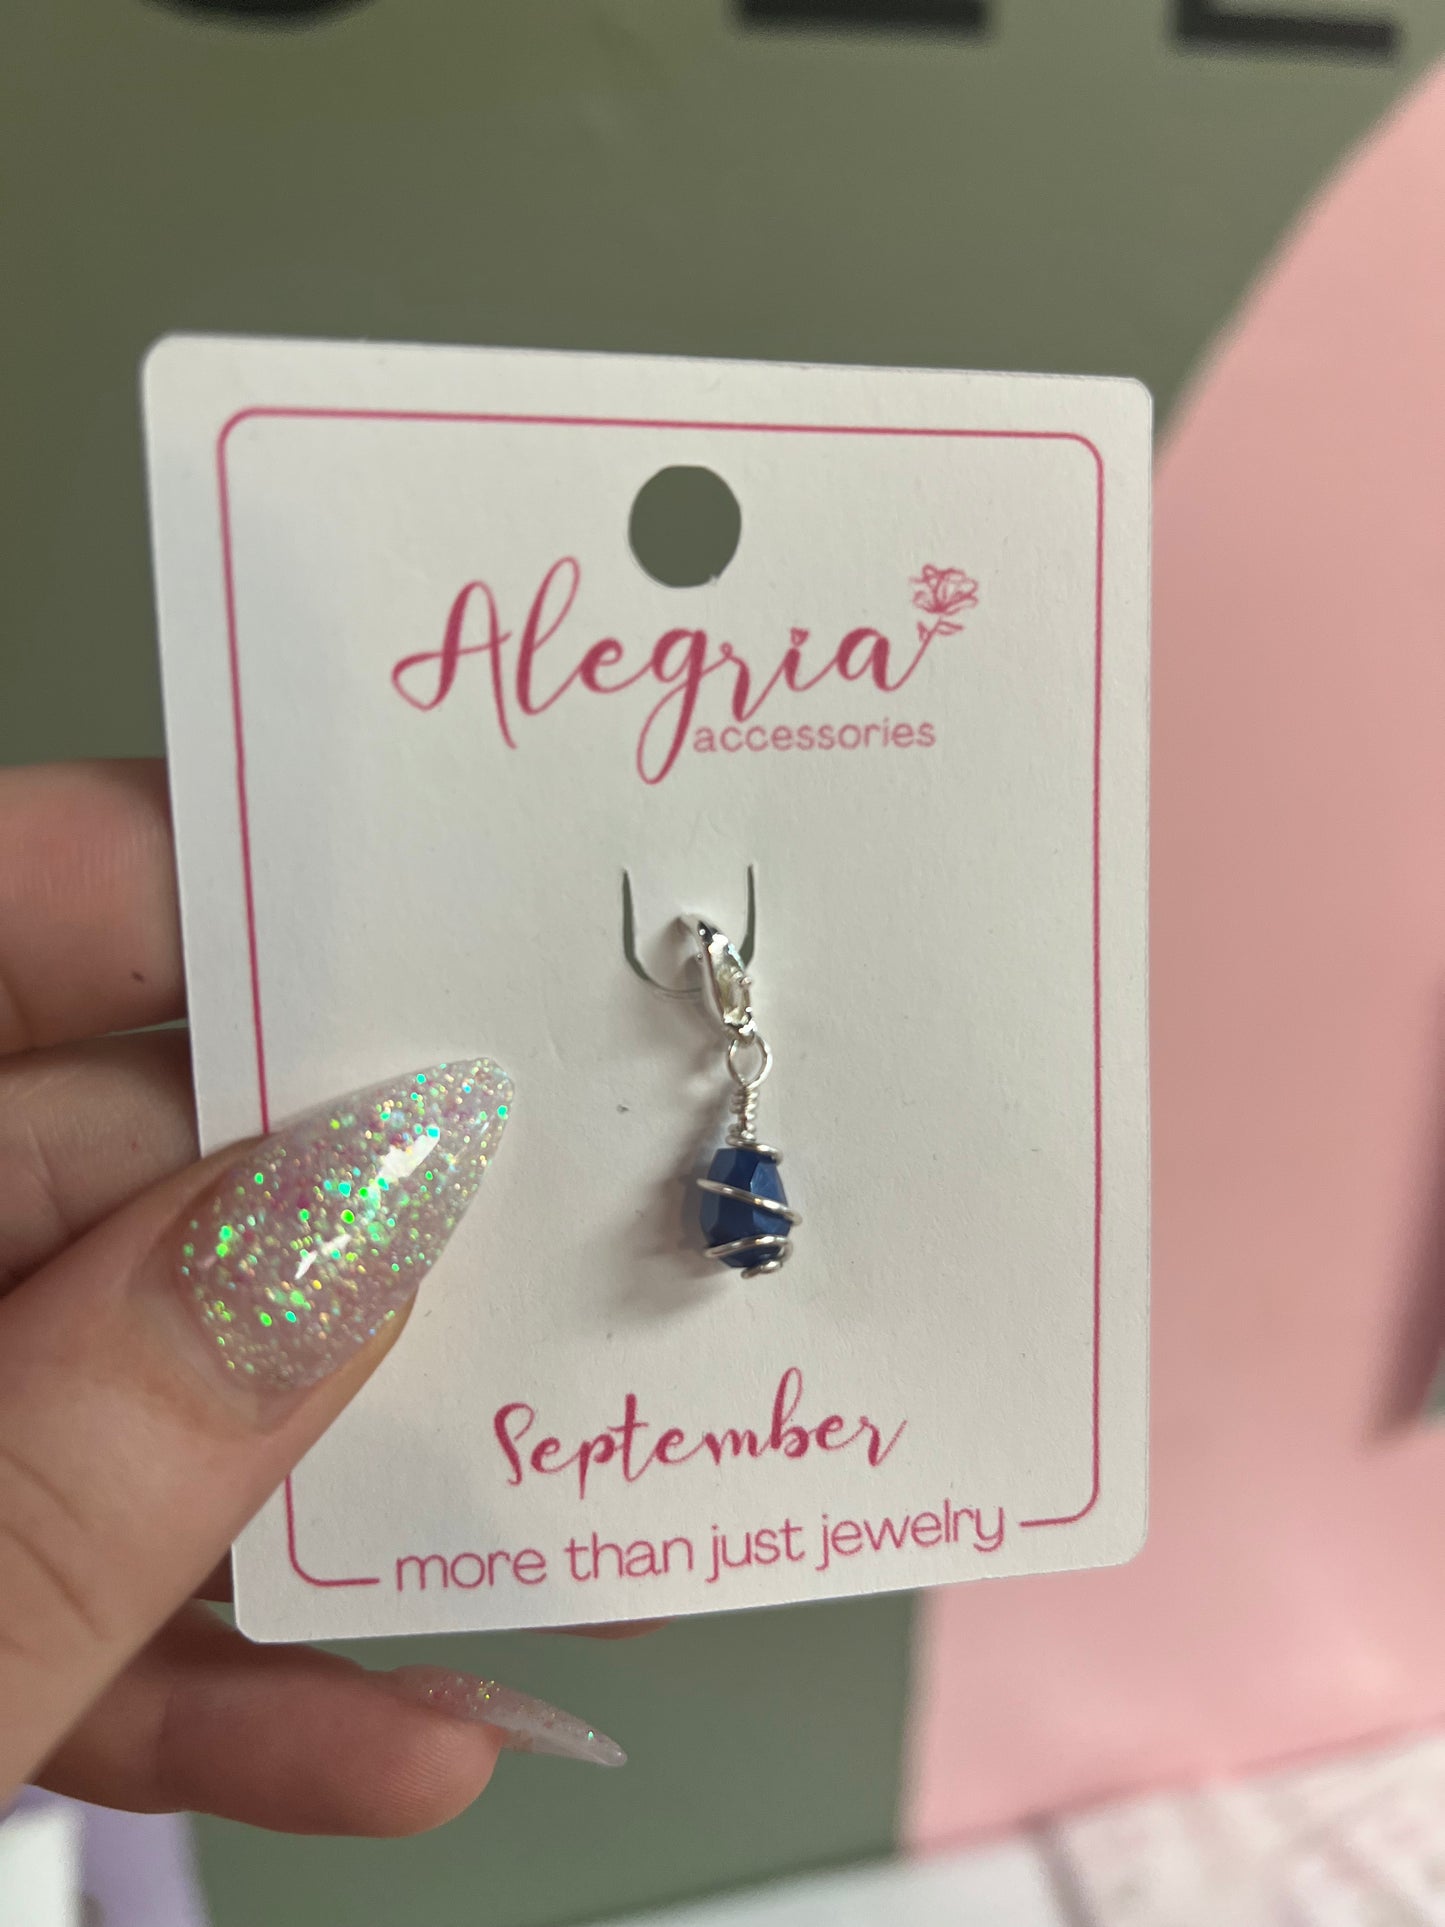 Alegria
accessories
September
more than just jewelry